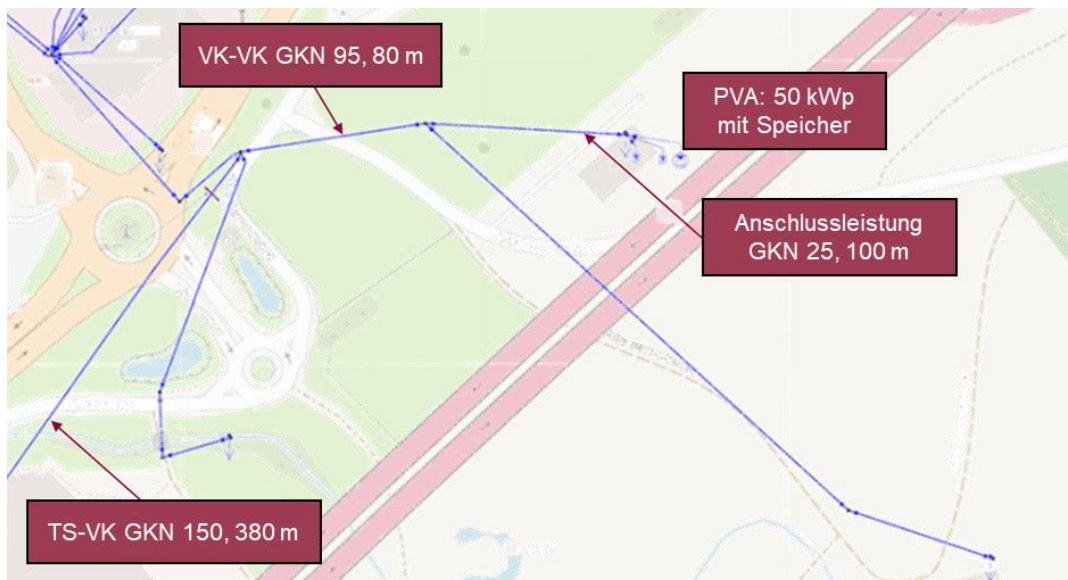 VK-VK GKN 95, 80 m
PVA: 50 kWp
mit Speicher
Anschlussleistung
GKN 25, 100 m
TS-VK GKN 150, 380 m